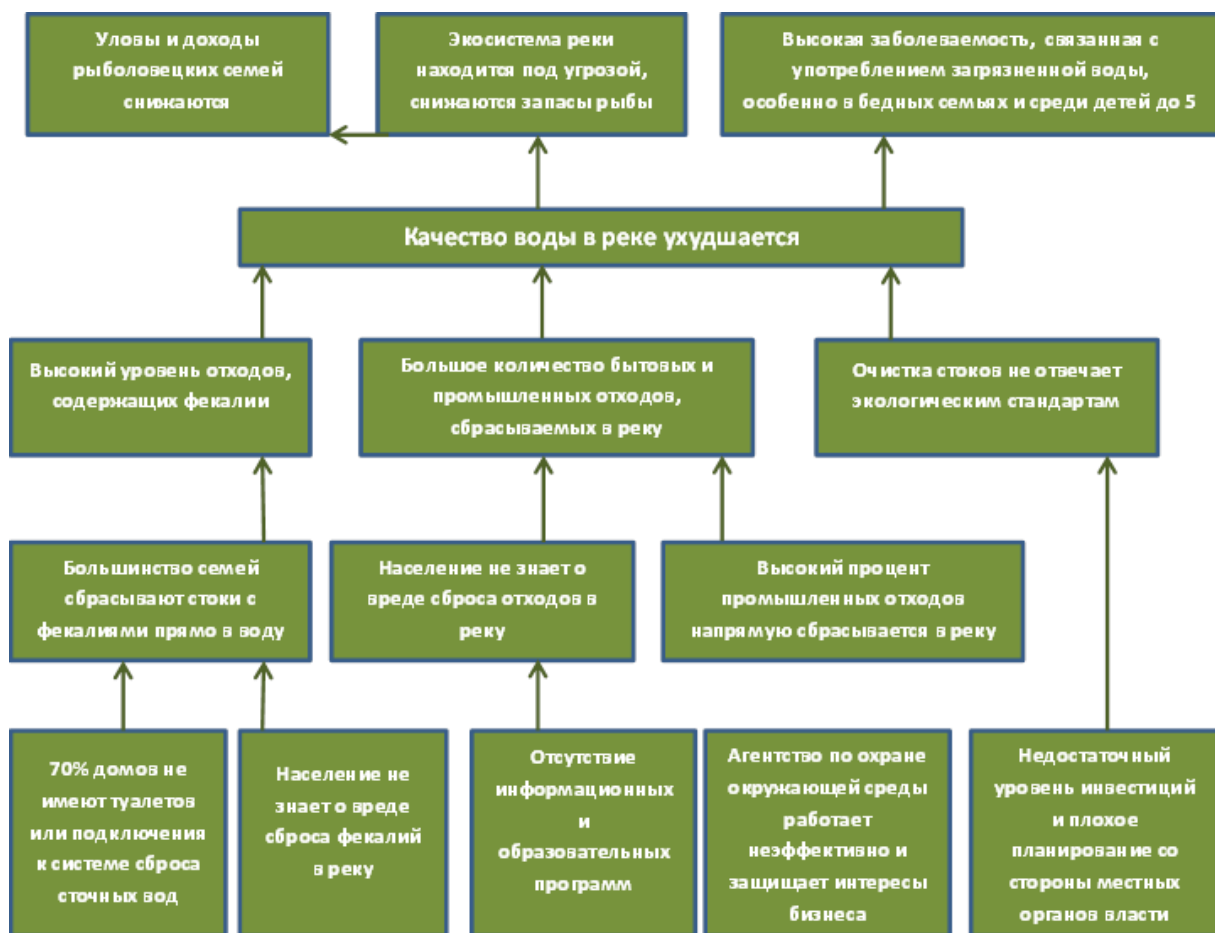 Уловы и доходы
рыболовецких семей
снижаются
Экосистема реки
находится под угрозой,
снижаются запасы рыбы
Высокая заболеваемость, связанная с
употреблением загрязненной воды,
особенно в бедных семьях и среди детей до 5
Качество воды в реке ухудшается
Высокий уровень отходов,
содержащих фекалии
Большое количество бытовых и
промышленных отходов,
сбрасываемых в реку
Очистка стоков не отвечает
экологическим стандартам
Большинство семей
сбрасывают стоки с
фекалиями прямо в воду
Население не знает о
вреде сброса отходов в
реку
Высокий процент
промышленных отходов
напрямую сбрасывается в реку
70% домов не
имеют туалетов
или подключения
к системе сброса
сточных вод
Население не
знает о вреде
сброса фекалий
в реку
Отсутствие
информационных
и
образовательных
программ
Агентство по охране
окружающей среды
работает
неэффективно и
защищает интересы
бизнеса
Недостаточный
уровень инвестиций
и плохое
планирование со
стороны местных
органов власти